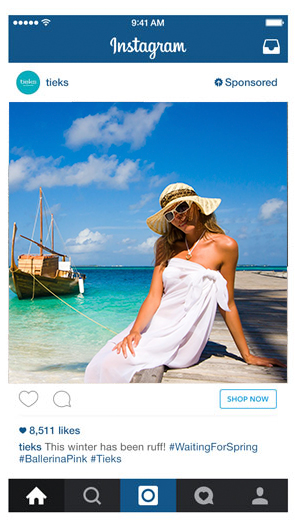 9:41 AM
Instagram
tieks
tieks
Sponsored
SHOP NOW
8,511 likes
tieks This winter has been ruff! #WaitingForSpring
#BallerinaPink #Tieks